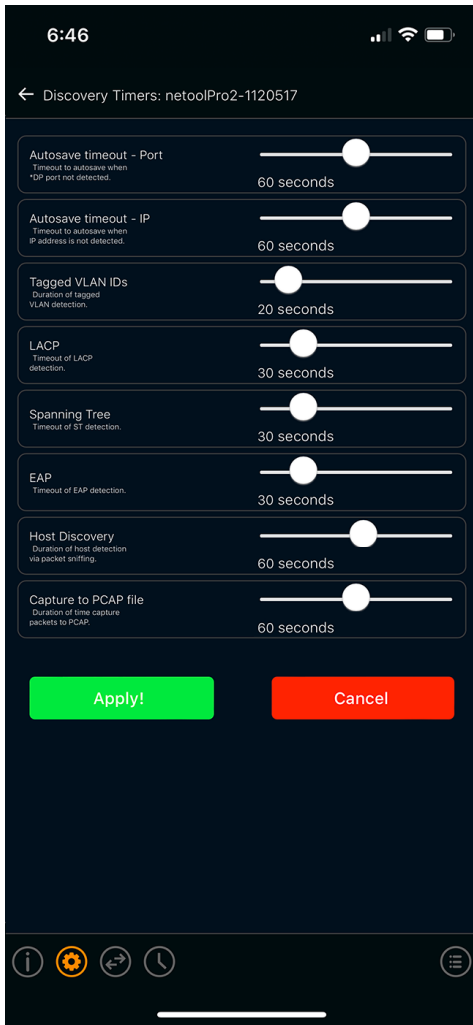 6:46
Discovery Timers: netoolPro2-1120517
Autosave timeout - Port
Timeout to autosave when
*DP port not detected.
60 seconds
Autosave timeout - IP
Timeout to autosave when
IP address is not detected.
60 seconds
Tagged VLAN IDs
Duration of tagged
VLAN detection.
20 seconds
LACP
Timeout of LACP
detection.
30 seconds
Spanning Tree
Timeout of ST detection.
30 seconds
EAP
Timeout of EAP detection.
30 seconds
Host Discovery
Duration of host detection
via packet sniffing.
60 seconds
Capture to PCAP file
Duration of time capture
packets to PCAP.
60 seconds
Apply!
Cancel